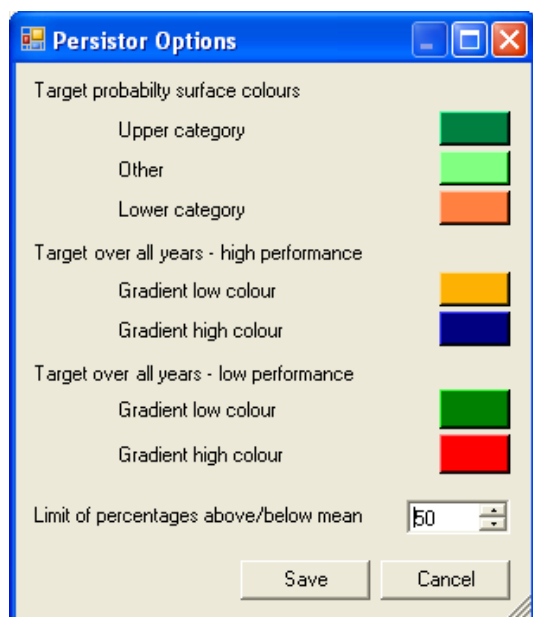 Persistor Options
Target probabilty surface colours
Upper category
Other
Lower category
Target over all years - high performance
Gradient low colour
Gradient high colour
Target over all years - low performance
Gradient low colour
Gradient high colour
Limit of percentages above/below mean 50
Save Cancel